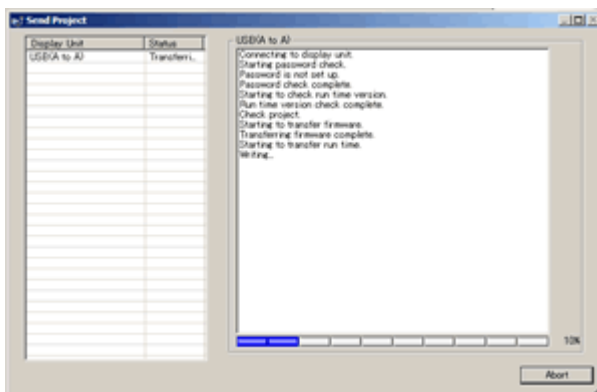 Send Project
Display Unit
Status
USB(A to A)
Transferri..
USB(A to A)
Connecting to display unit.
Starting password check.
Password is not set up.
Password check complete.
Starting to check run time version.
Run time version check complete.
Check project.
Starting to transfer firmware.
Transferring firmware complete.
Starting to transfer run time.
Writing...
10%
Abort